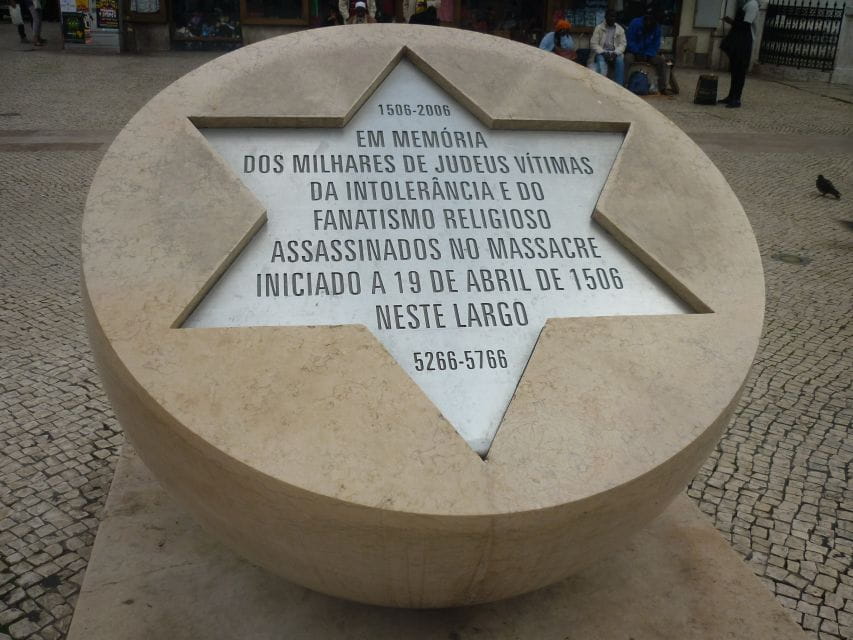 1506-2006
EM MEMÓRIA
DOS MILHARES DE JUDEUS VÍTIMAS
DA INTOLERÂNCIA E DO
FANATISMO RELIGIOSO
ASSASSINADOS NO MASSACRE
INICIADO A 19 DE ABRIL DE 1506
NESTE LARGO
5266-5766